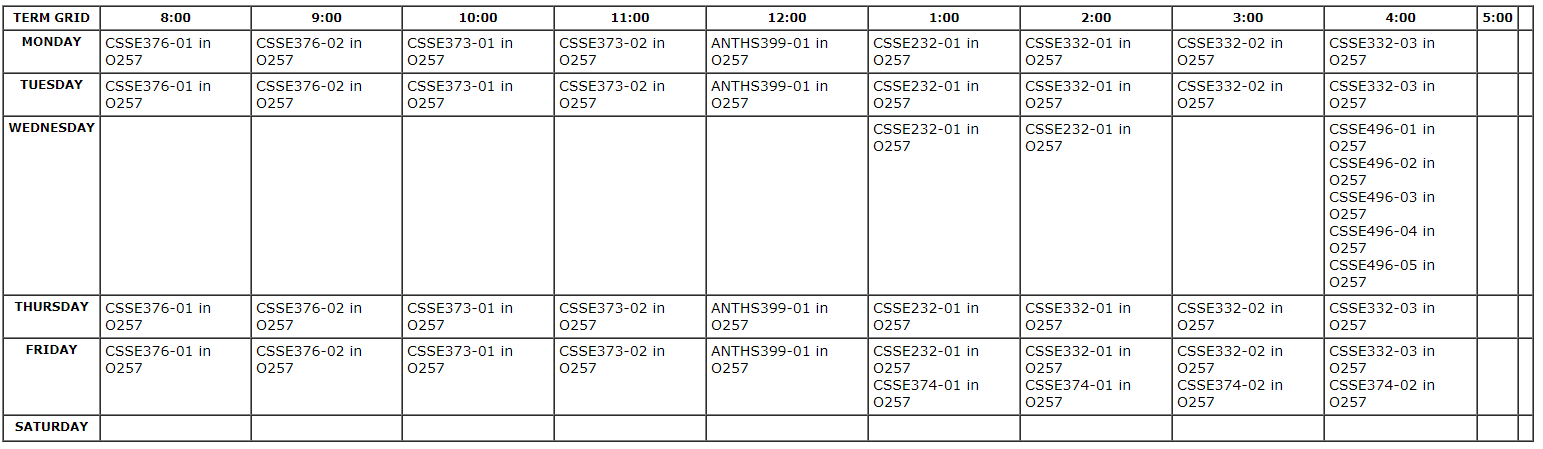 TERM GRID 8:00 9:00 10:00 11:00 12:00 1:00 2:00 3:00 4:00 5:00
MONDAY CSSE376-01 in CSSE376-02 in CSSE373-01 in CSSE373-02 in ANTHS399-01 in CSSE232-01 in CSSE332-01 in CSSE332-02 in CSSE332-03 in
O257 O257 O257 O257 O257 O257 O257 O257 O257
TUESDAY CSSE376-01 in CSSE376-02 in CSSE373-01 in CSSE373-02 in ANTHS399-01 in CSSE232-01 in CSSE332-01 in CSSE332-02 in CSSE332-03 in
O257 O257 O257 O257 O257 O257 O257 O257 O257
WEDNESDAY CSSE232-01 in CSSE232-01 in CSSE496-01 in
O257 O257 O257
CSSE496-02 in
O257
CSSE496-03 in
O257
CSSE496-04 in
O257
CSSE496-05 in
O257
THURSDAY CSSE376-01 in CSSE376-02 in CSSE373-01 in CSSE373-02 in ANTHS399-01 in CSSE232-01 in CSSE332-01 in CSSE332-02 in CSSE332-03 in
O257 O257 O257 O257 O257 O257 O257 O257 O257
FRIDAY CSSE376-01 in CSSE376-02 in CSSE373-01 in CSSE373-02 in ANTHS399-01 in CSSE232-01 in CSSE332-01 in CSSE332-02 in CSSE332-03 in
O257 O257 O257 O257 O257 O257 O257 O257 O257
CSSE374-01 in CSSE374-01 in CSSE374-02 in CSSE374-02 in
O257 O257 O257 O257
SATURDAY